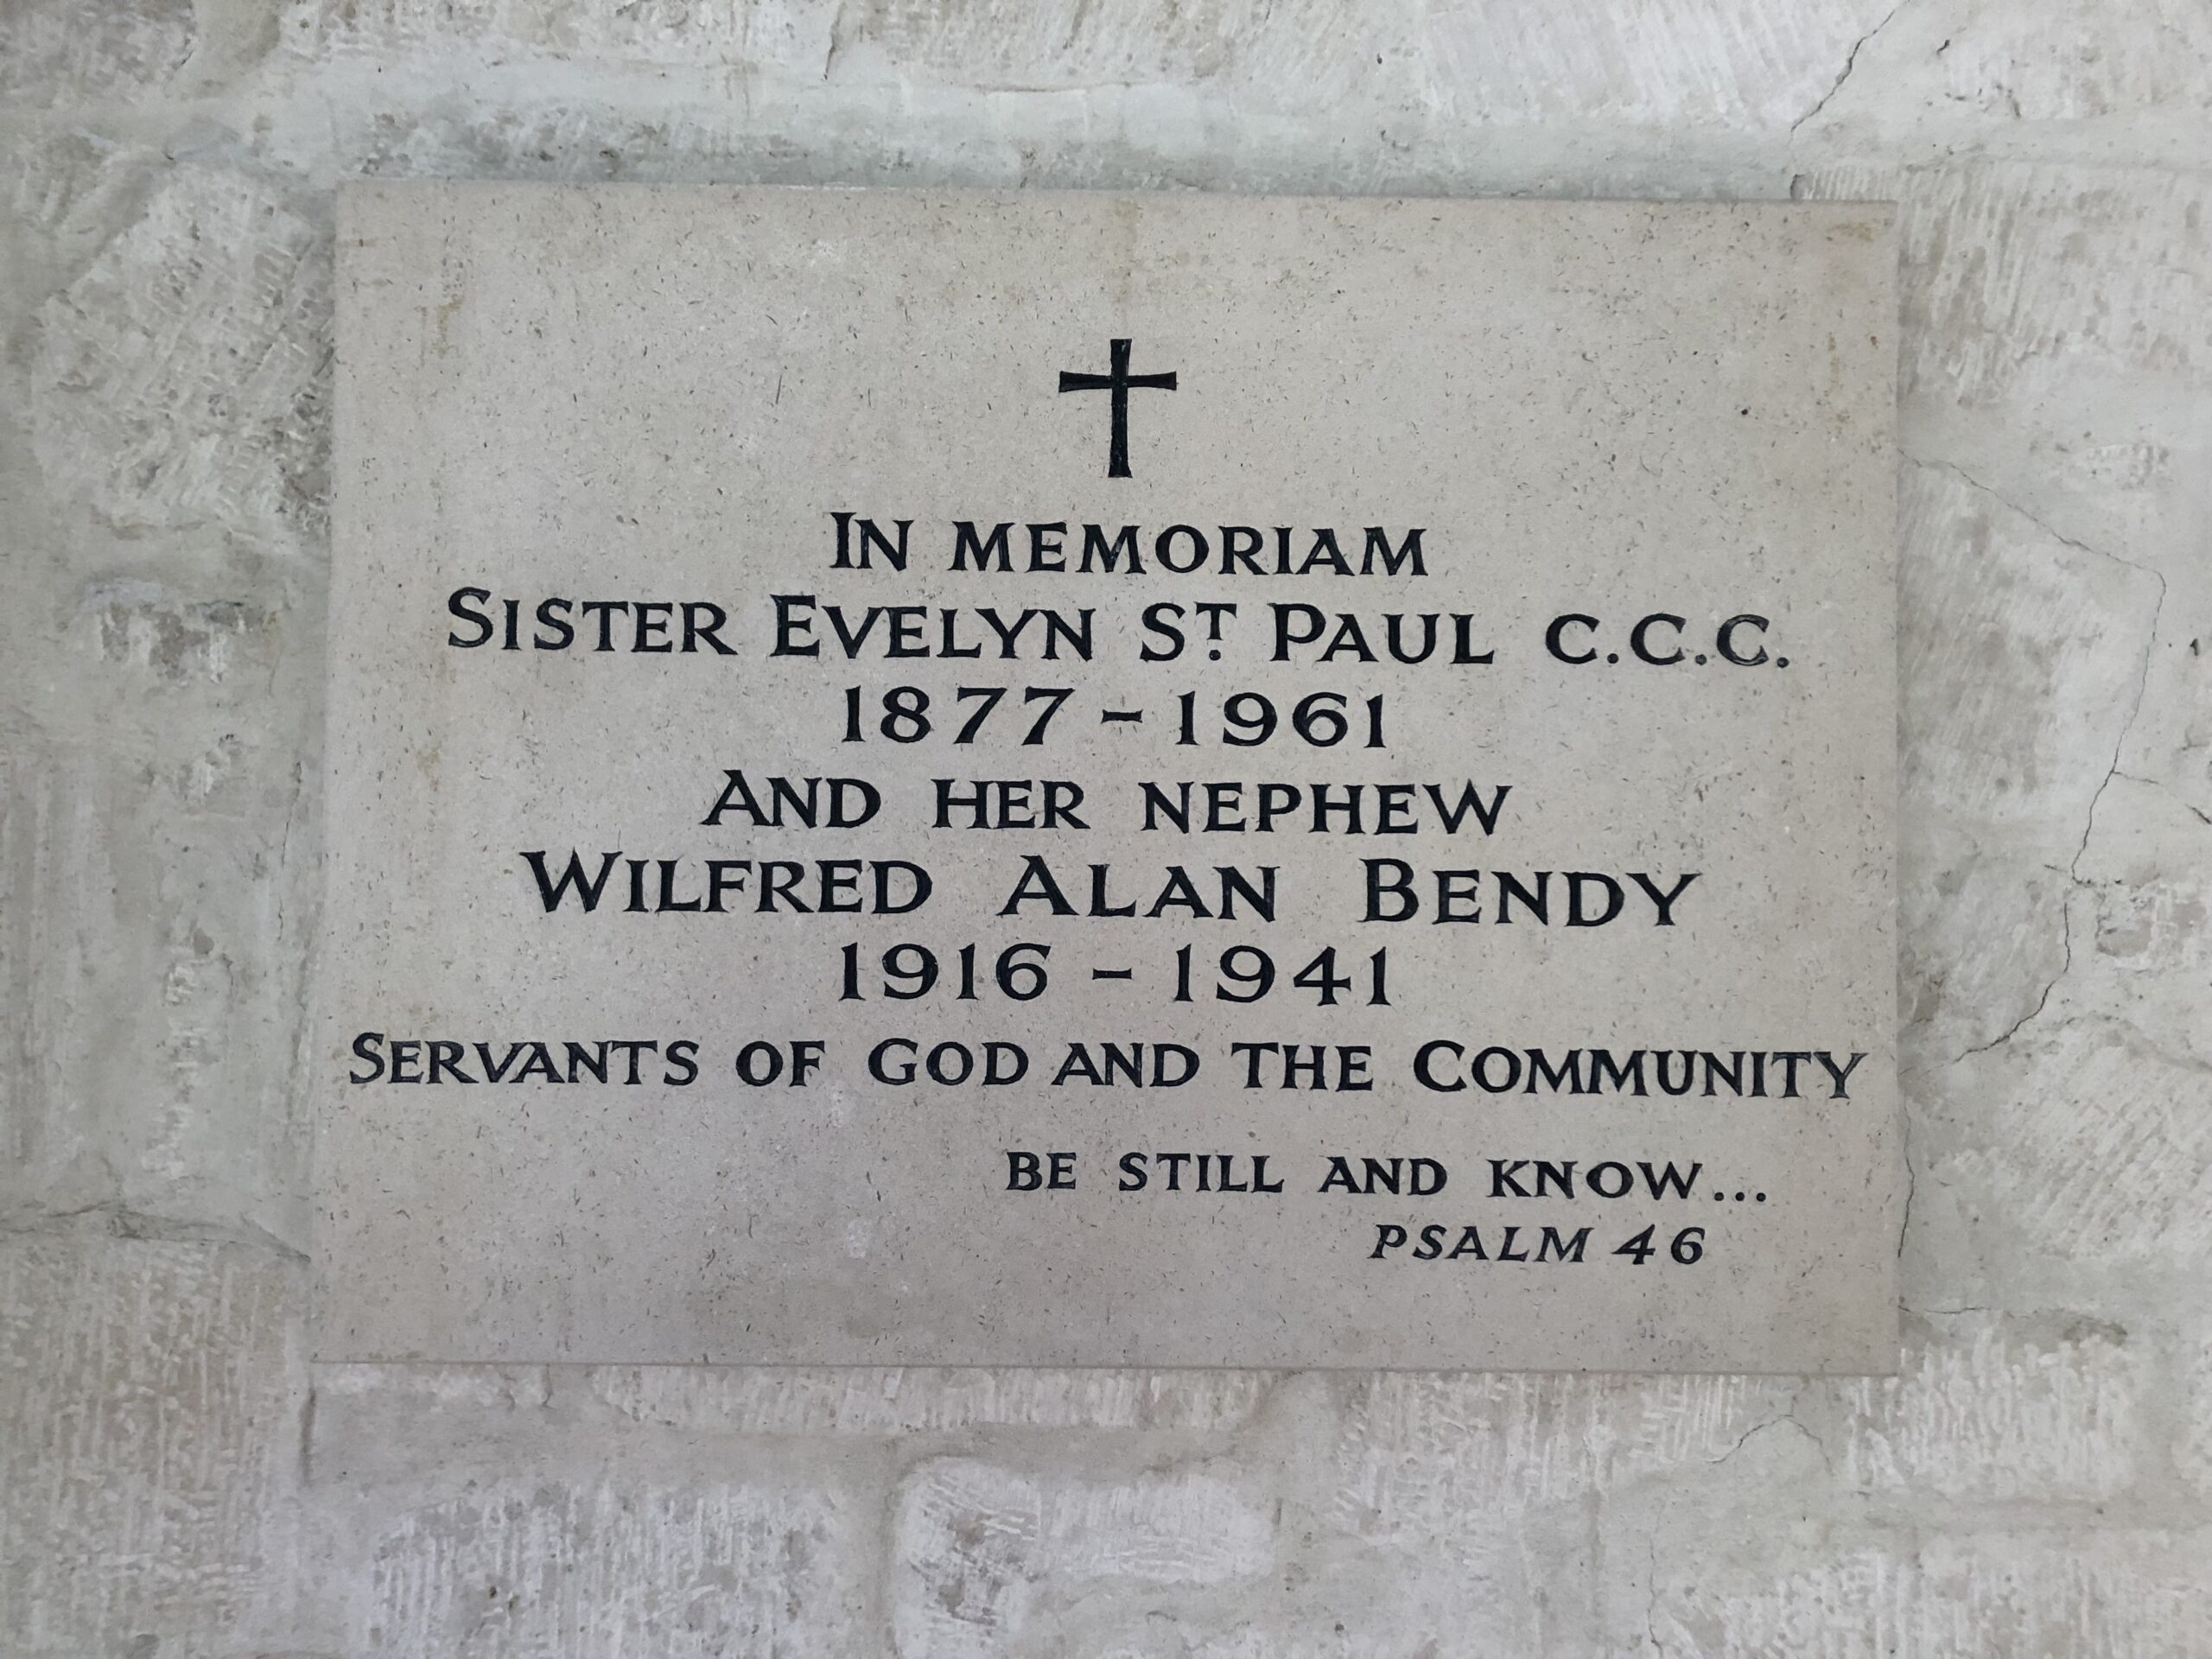 IN MEMORIAM
SISTER EVELYN ST PAUL C.C.C.
1877 - 1961
AND HER NEPHEW
WILFRED ALAN BENDY
1916 - 1941
SERVANTS OF GOD AND THE COMMUNITY
BE STILL AND KNOW...
PSALM 46